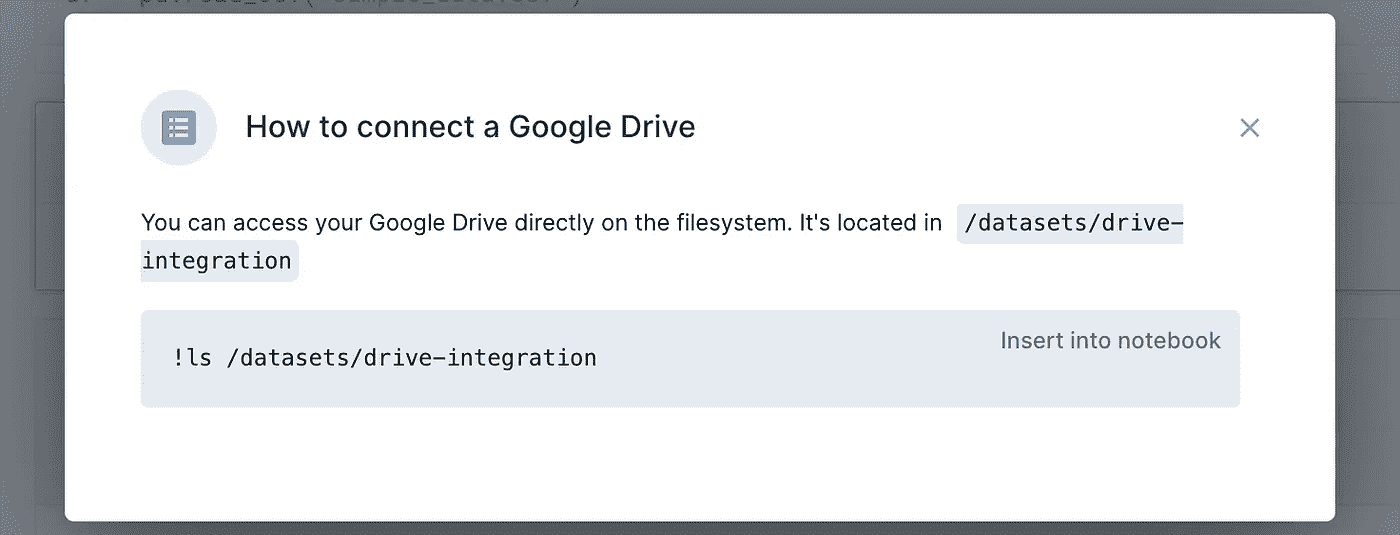 How to connect a Google Drive
You can access your Google Drive directly on the filesystem. It's located in /datasets/drive-
integration
Insert into notebook
!ls /datasets/drive-integration